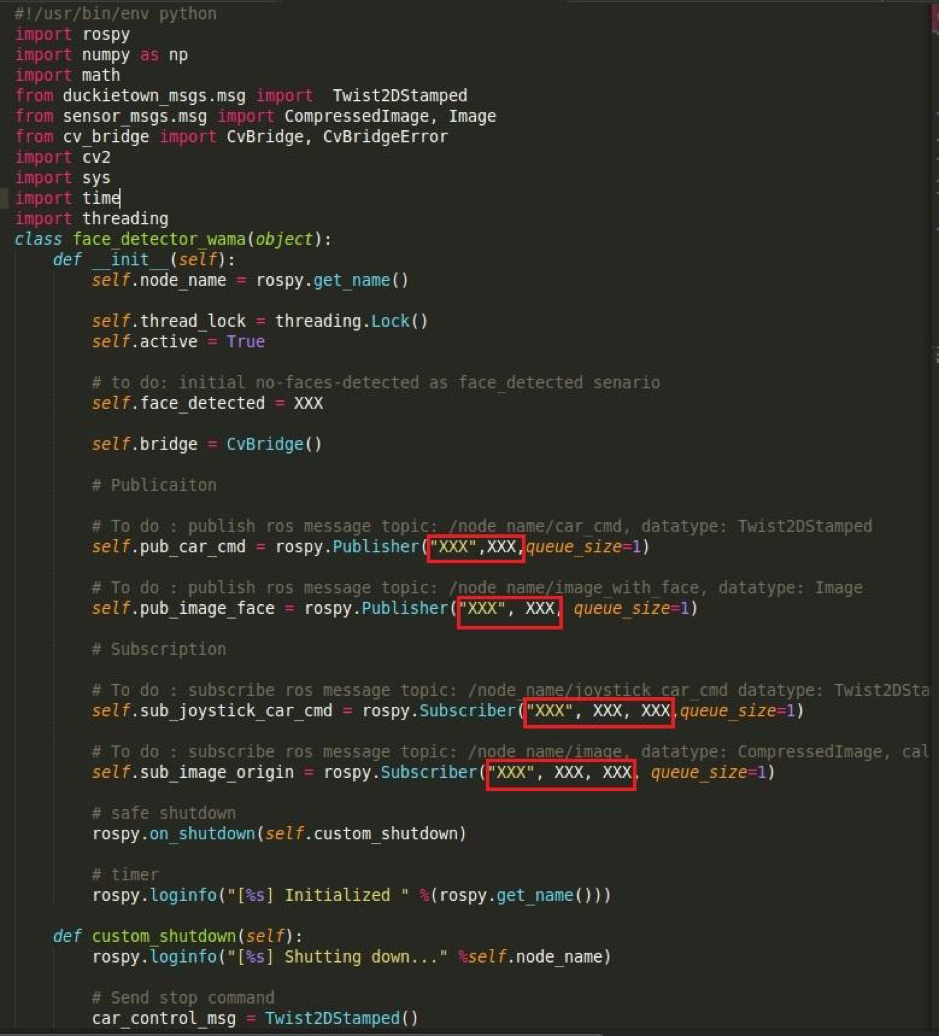 #!/usr/bin/env python
import rospy
import numpy as np
import math
from duckietown_msgs.msg import  Twist2DStamped
from sensor_msgs.msg import CompressedImage, Image
from cv_bridge import CvBridge, CvBridgeError
import cv2
import sys
import time
import threading
class face_detector_wama(object):
    def __init__(self):
        self.node_name = rospy.get_name()

        self.thread_lock = threading.Lock()
        self.active = True

        # to do: initial no-faces-detected as face_detected senario
        self.face_detected = XXX

        self.bridge = CvBridge()

        # Publicaiton

        # To do : publish ros message topic: /node_name/car_cmd, datatype: Twist2DStamped
        self.pub_car_cmd = rospy.Publisher("XXX",XXX,queue_size=1)

        # To do : publish ros message topic: /node_name/image_with_face, datatype: Image
        self.pub_image_face = rospy.Publisher("XXX", XXX, queue_size=1)

        # Subscription

        # To do : subscribe ros message topic: /node_name/joystick_car_cmd datatype: Twist2DSta
        self.sub_joystick_car_cmd = rospy.Subscriber("XXX", XXX, XXX,queue_size=1)

        # To do : subscribe ros message topic: /node_name/image, datatype: CompressedImage, cal
        self.sub_image_origin = rospy.Subscriber("XXX", XXX, XXX, queue_size=1)

        # safe shutdown
        rospy.on_shutdown(self.custom_shutdown)

        # timer
        rospy.loginfo("[%s] Initialized " %(rospy.get_name()))

    def custom_shutdown(self):
        rospy.loginfo("[%s] Shutting down..." %self.node_name)

        # Send stop command
        car_control_msg = Twist2DStamped()